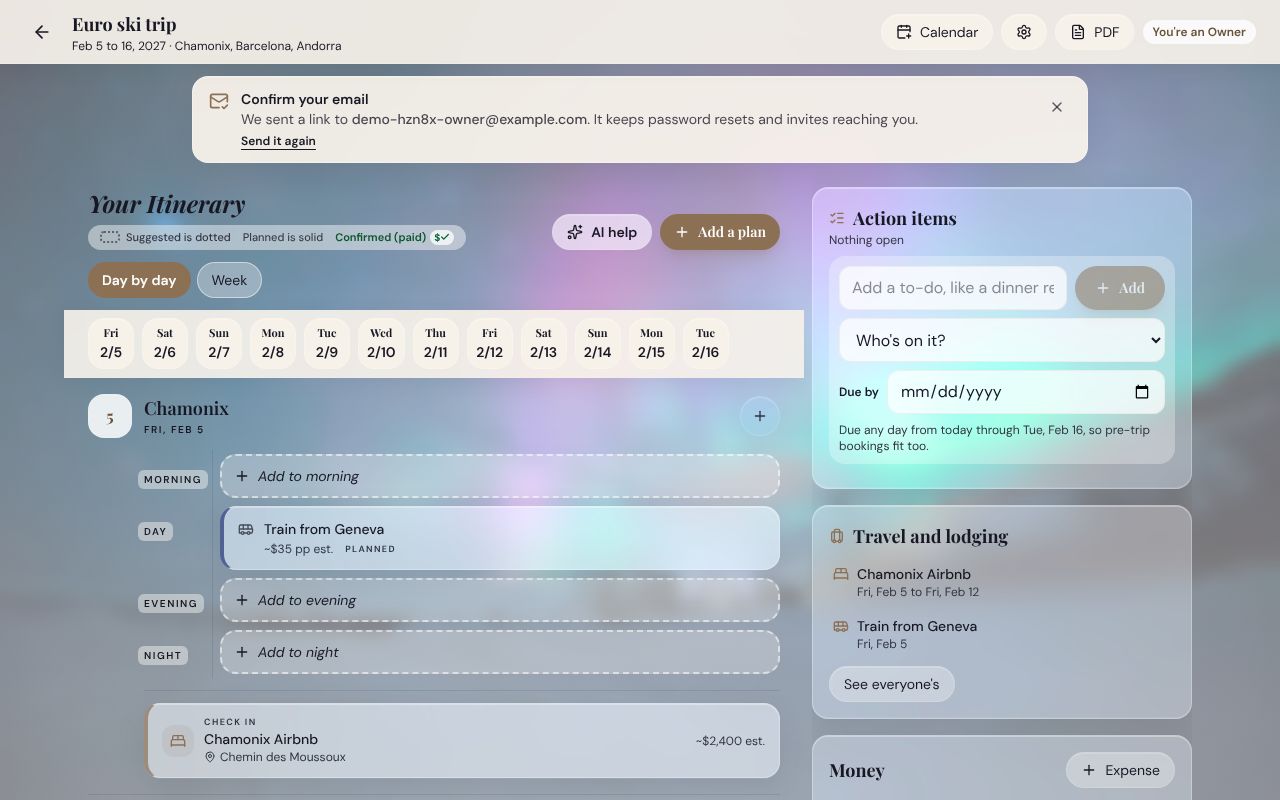 Euro ski trip
Feb 5 to 16, 2027 · Chamonix, Barcelona, Andorra
Calendar
PDF
You're an Owner
Confirm your email
We sent a link to demo-hzn8x-owner@example.com. It keeps password resets and invites reaching you.
Send it again
Your Itinerary
Suggested is dotted Planned is solid Confirmed (paid) $✓
AI help
+ Add a plan
Day by day
Week
Fri Sat Sun Mon Tue Wed Thu Fri Sat Sun Mon Tue
2/5 2/6 2/7 2/8 2/9 2/10 2/11 2/12 2/13 2/14 2/15 2/16
5
Chamonix
FRI, FEB 5
+
MORNING
+ Add to morning
DAY
Train from Geneva
~$35 pp est. PLANNED
EVENING
+ Add to evening
NIGHT
+ Add to night
CHECK IN
Chamonix Airbnb
Chemin des Moussoux
~$2,400 est.
Action items
Nothing open
Add a to-do, like a dinner re
+ Add
Who's on it?
Due by mm/dd/yyyy
Due any day from today through Tue, Feb 16, so pre-trip
bookings fit too.
Travel and lodging
Chamonix Airbnb
Fri, Feb 5 to Fri, Feb 12
Train from Geneva
Fri, Feb 5
See everyone's
Money
+ Expense